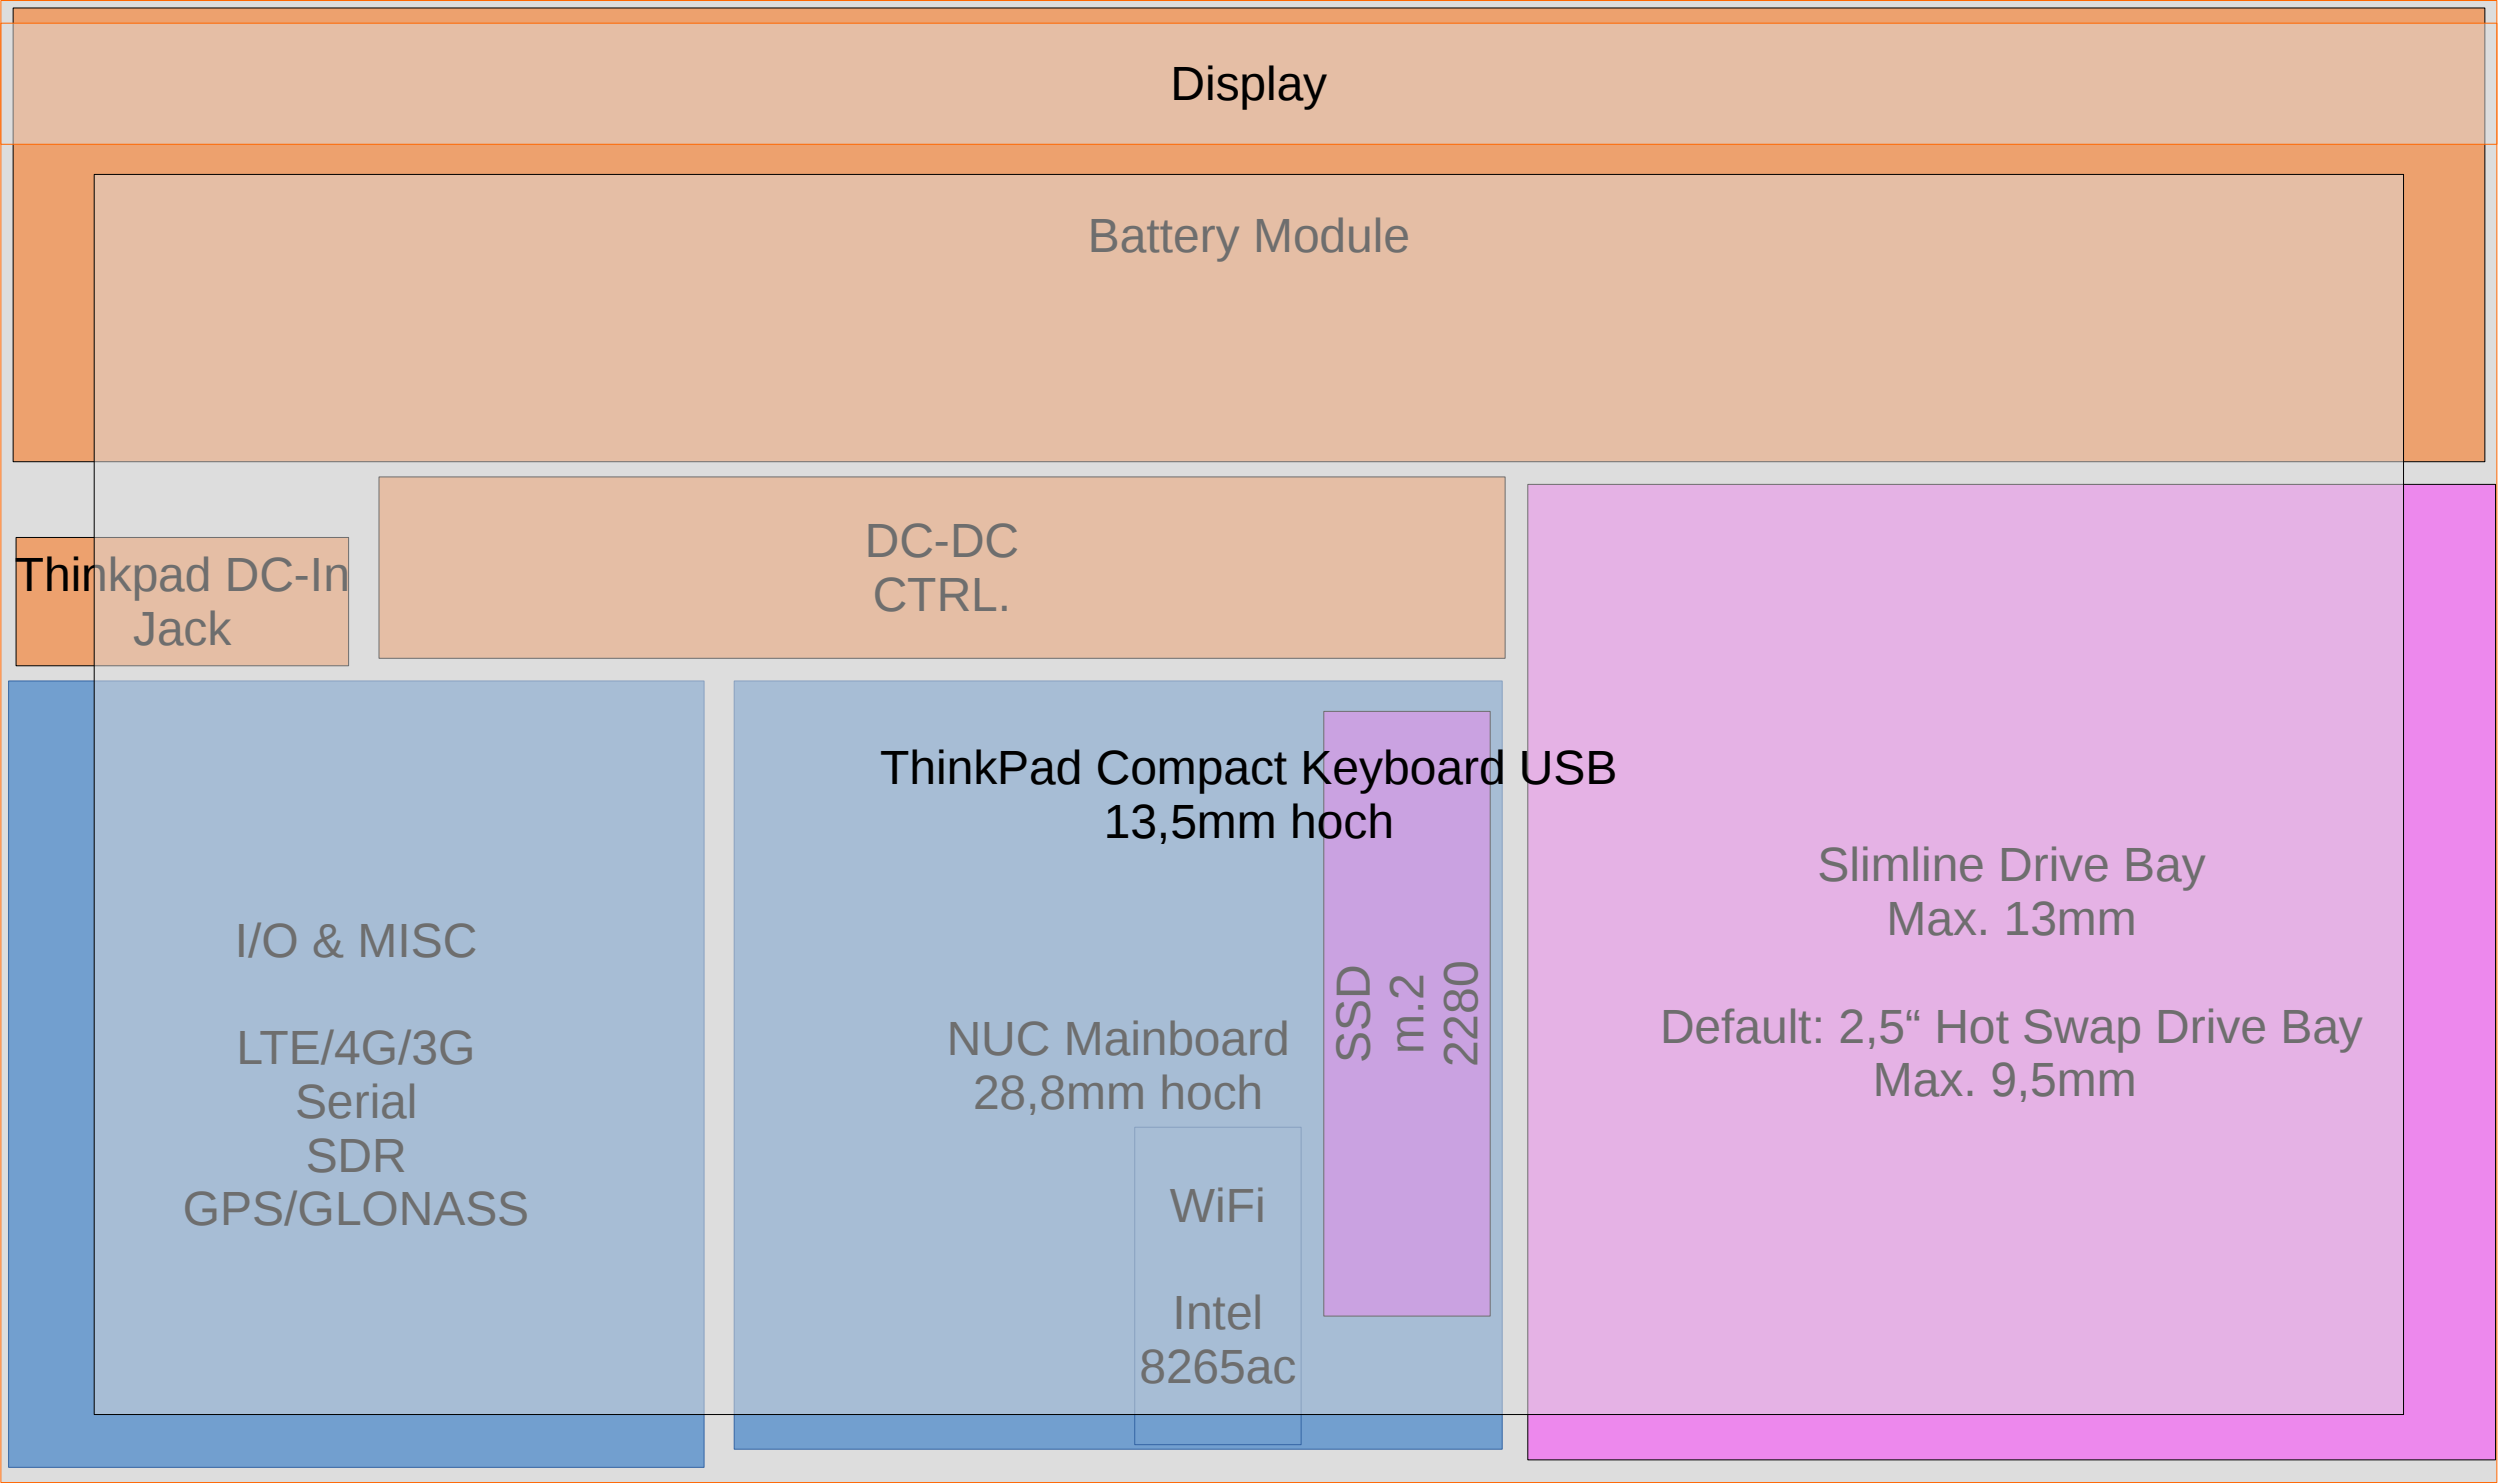 Display
Battery Module
DC-DC
CTRL.
Thinkpad DC-In
Jack
ThinkPad Compact Keyboard USB
13,5mm hoch
I/O & MISC
LTE/4G/3G
Serial
SDR
GPS/GLONASS
NUC Mainboard
28,8mm hoch
SSD
m.2
2280
WiFi
Intel
8265ac
Slimline Drive Bay
Max. 13mm
Default: 2,5“ Hot Swap Drive Bay
Max. 9,5mm